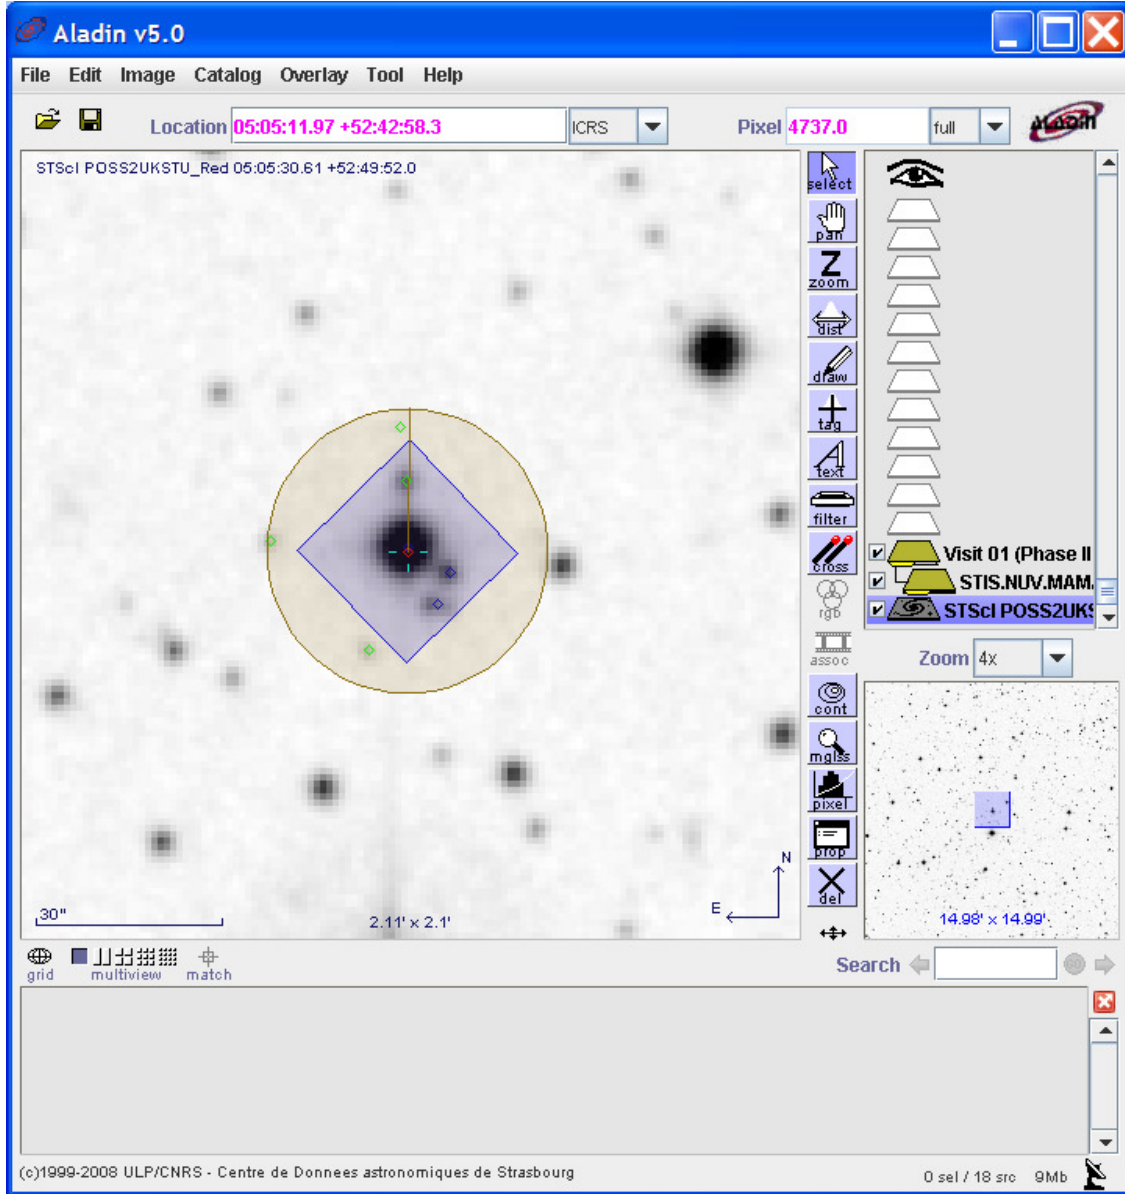 Aladin v5.0
File Edit Image Catalog Overlay Tool Help
Location 05:05:11.97 +52:42:58.3 ICRS Pixel 4737.0 full ALADIN
STScI POSS2UKSTU_Red 05:05:30.61 +52:49:52.0
select
pan
Z
zoom
dist
draw
tag
A
text
filter
cross
rgb
assoc
cont
mglss
pixel
prop
del
Visit 01 (Phase II
STIS.NUV.MAM.
STScI POSS2UKS
Zoom 4x
N
E
30"
2.11' x 2.1'
14.98' x 14.99'
grid multiview match
Search
(c)1999-2008 ULP/CNRS - Centre de Donnees astronomiques de Strasbourg
0 sel / 18 src 9Mb